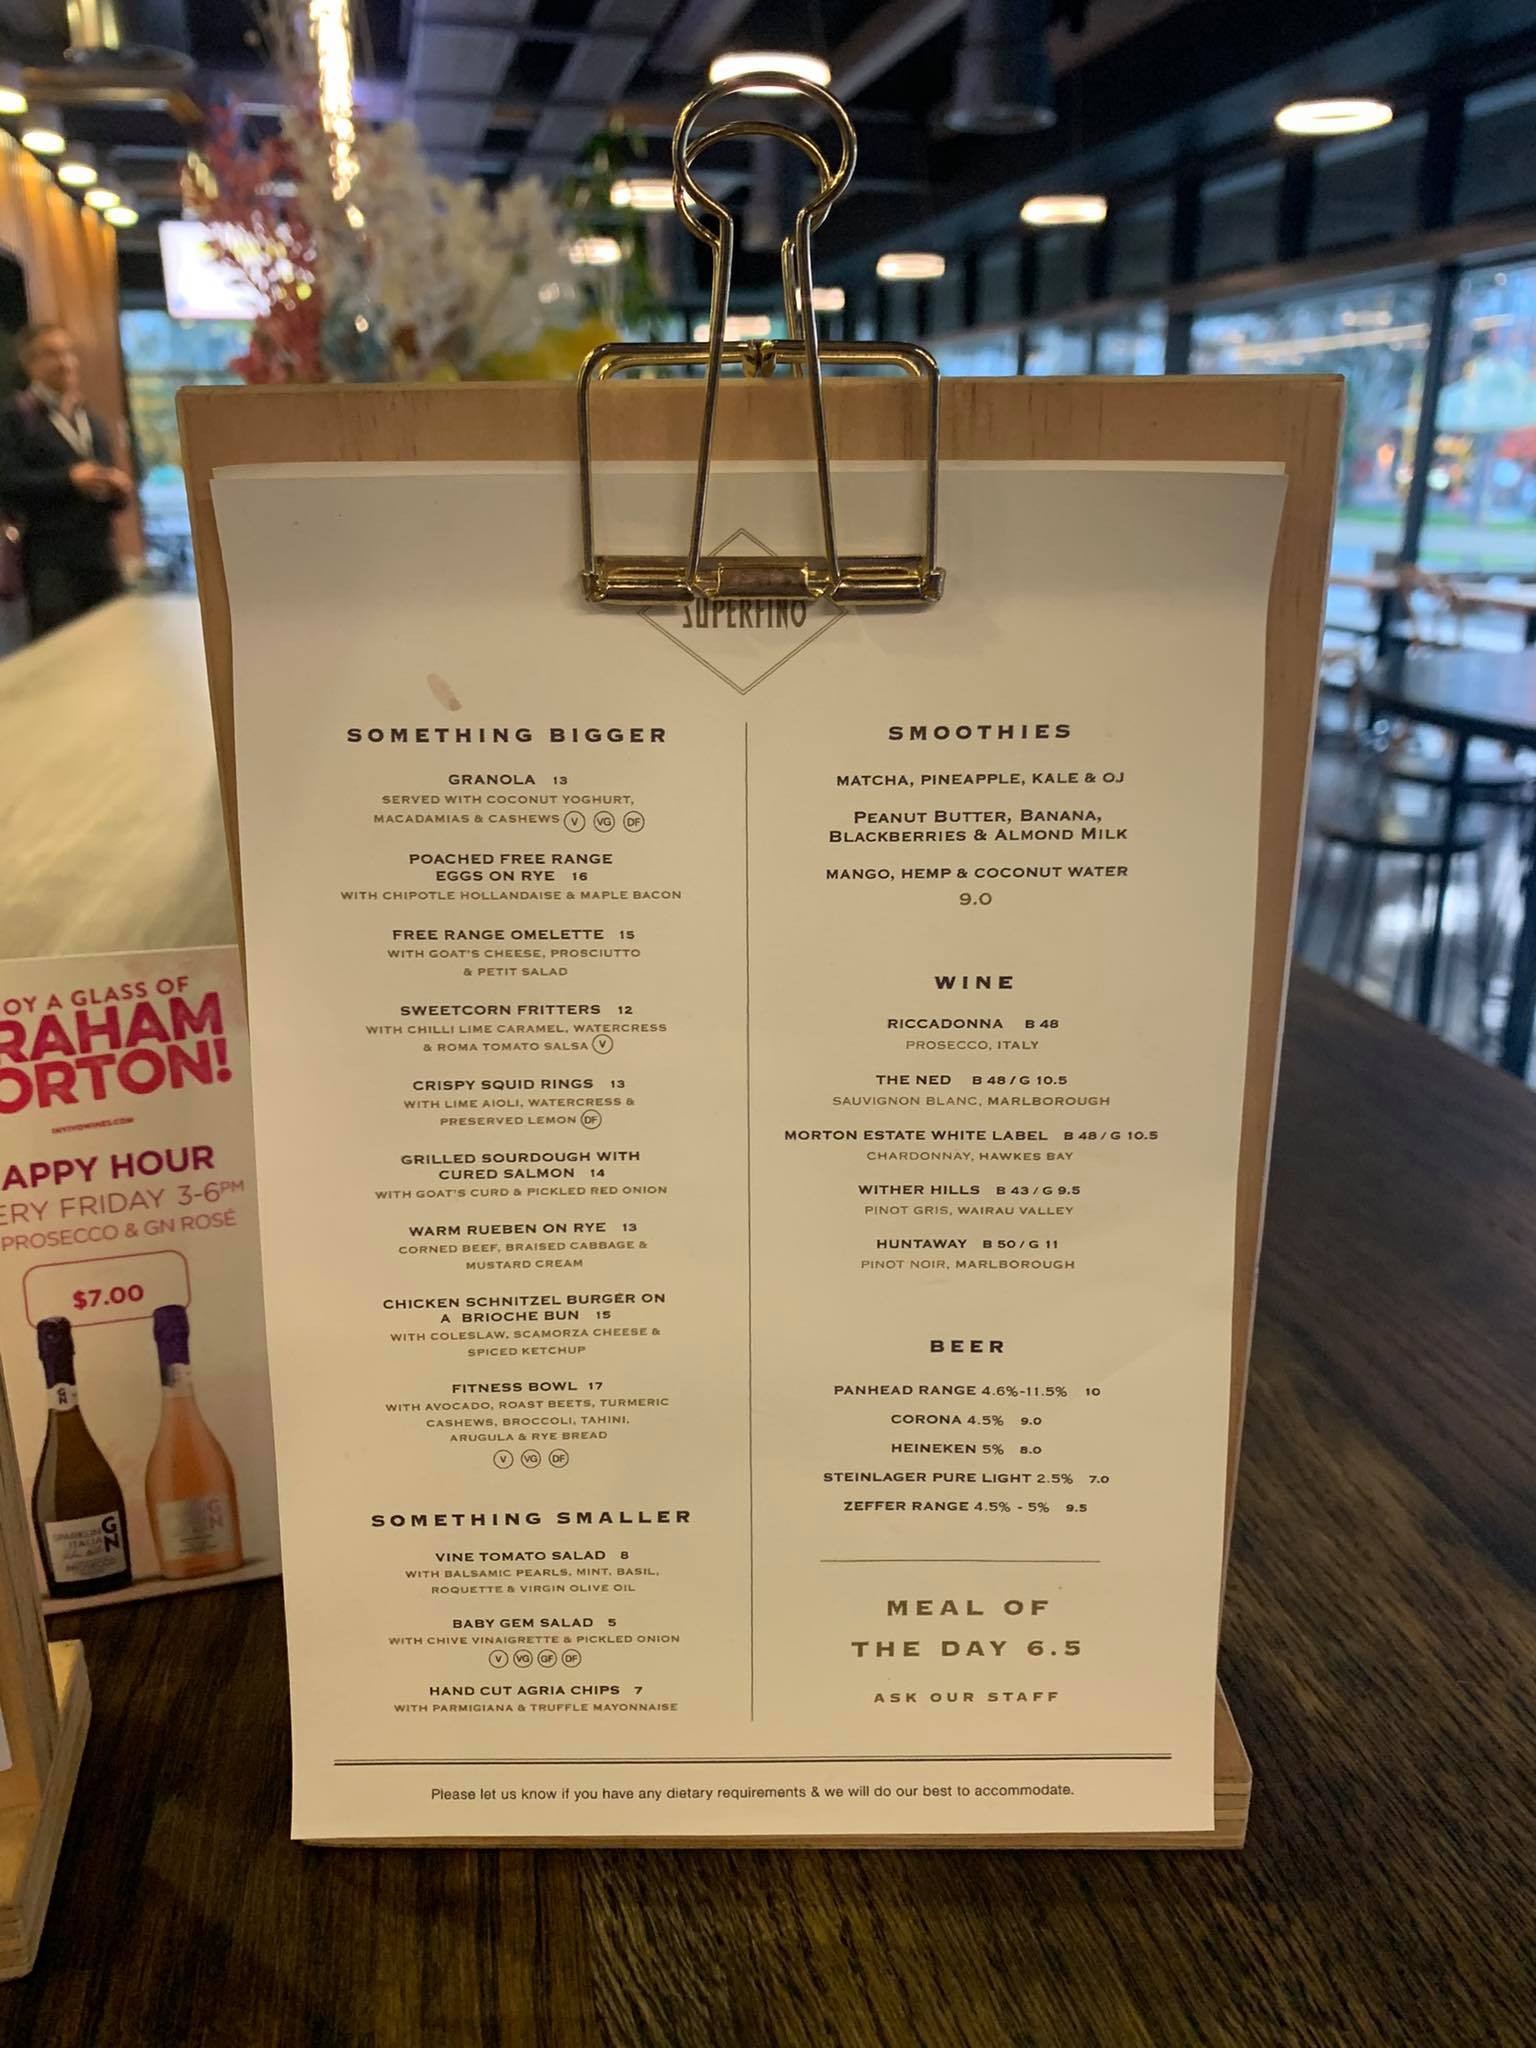 SUPERFINO
SOMETHING BIGGER
GRANOLA 13
SERVED WITH COCONUT YOGHURT,
MACADAMIAS & CASHEWS V VG DF
POACHED FREE RANGE
EGGS ON RYE 16
WITH CHIPOTLE HOLLANDAISE & MAPLE BACON
FREE RANGE OMELETTE 15
WITH GOAT'S CHEESE, PROSCIUTTO
& PETIT SALAD
SWEETCORN FRITTERS 12
WITH CHILLI LIME CARAMEL, WATERCRESS
& ROMA TOMATO SALSA V
CRISPY SQUID RINGS 13
WITH LIME AIOLI, WATERCRESS &
PRESERVED LEMON DF
GRILLED SOURDOUGH WITH
CURED SALMON 14
WITH GOAT'S CURD & PICKLED RED ONION
WARM RUEBEN ON RYE 13
CORNED BEEF, BRAISED CABBAGE &
MUSTARD CREAM
CHICKEN SCHNITZEL BURGER ON
A BRIOCHE BUN 15
WITH COLESLAW, SCAMORZA CHEESE &
SPICED KETCHUP
FITNESS BOWL 17
WITH AVOCADO, ROAST BEETS, TURMERIC
CASHEWS, BROCCOLI, TAHINI,
ARUGULA & RYE BREAD
V VG DF
SOMETHING SMALLER
VINE TOMATO SALAD 8
WITH BALSAMIC PEARLS, MINT, BASIL,
ROQUETTE & VIRGIN OLIVE OIL
BABY GEM SALAD 5
WITH CHIVE VINAIGRETTE & PICKLED ONION
V VG GF DF
HAND CUT AGRIA CHIPS 7
WITH PARMIGIANA & TRUFFLE MAYONNAISE
SMOOTHIES
MATCHA, PINEAPPLE, KALE & OJ
PEANUT BUTTER, BANANA,
BLACKBERRIES & ALMOND MILK
MANGO, HEMP & COCONUT WATER
9.0
WINE
RICCADONNA B 48
PROSECCO, ITALY
THE NED B 48 / G 10.5
SAUVIGNON BLANC, MARLBOROUGH
MORTON ESTATE WHITE LABEL B 48 / G 10.5
CHARDONNAY, HAWKES BAY
WITHER HILLS B 43 / G 9.5
PINOT GRIS, WAIRAU VALLEY
HUNTAWAY B 50 / G 11
PINOT NOIR, MARLBOROUGH
BEER
PANHEAD RANGE 4.6%-11.5% 10
CORONA 4.5% 9.0
HEINEKEN 5% 8.0
STEINLAGER PURE LIGHT 2.5% 7.0
ZEFFER RANGE 4.5% - 5% 9.5
MEAL OF
THE DAY 6.5
ASK OUR STAFF
Please let us know if you have any dietary requirements & we will do our best to accommodate.
OY A GLASS OF
RAHAM
ORTON!
INVIVOWINES.COM
APPY HOUR
ERY FRIDAY 3-6PM
PROSECCO & GN ROSÉ
$7.00
GN
GN
PROSECCO
GN